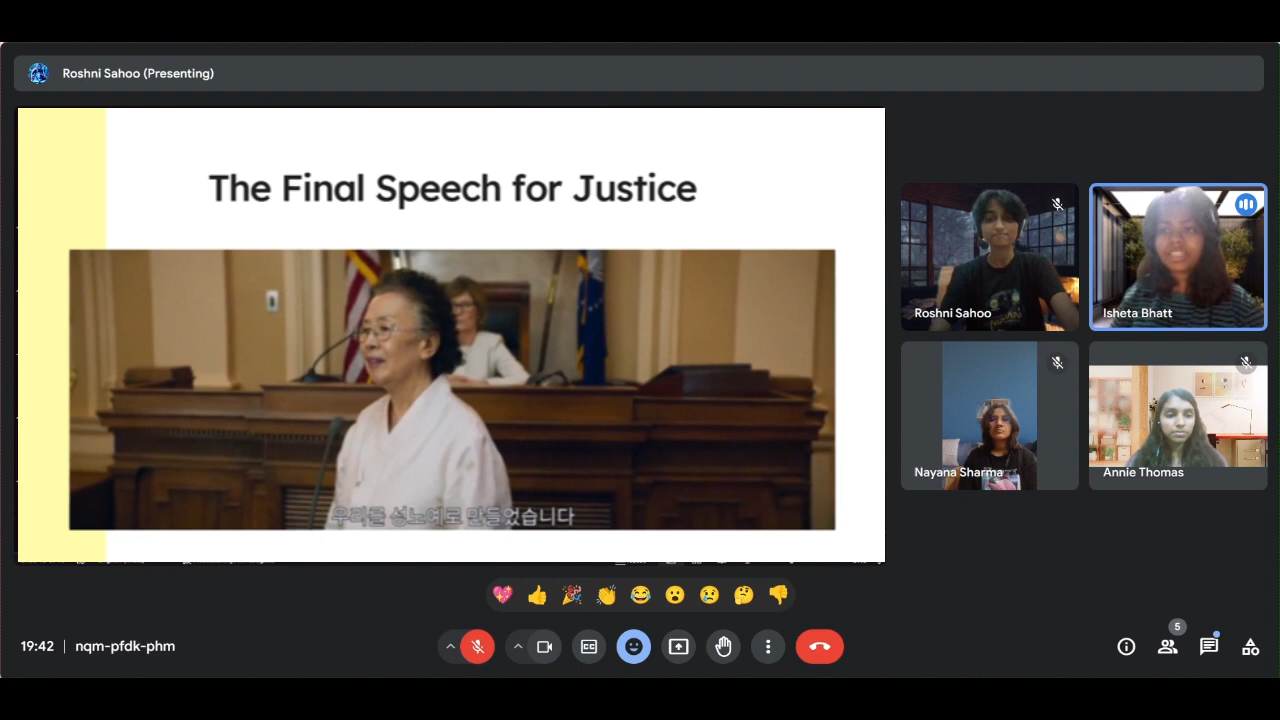 Roshni Sahoo (Presenting)
The Final Speech for Justice
우리를 성노예로 만들었습니다
Roshni Sahoo
Isheta Bhatt
Nayana Sharma
Annie Thomas
19:42 | nqm-pfdk-phm
CC
5